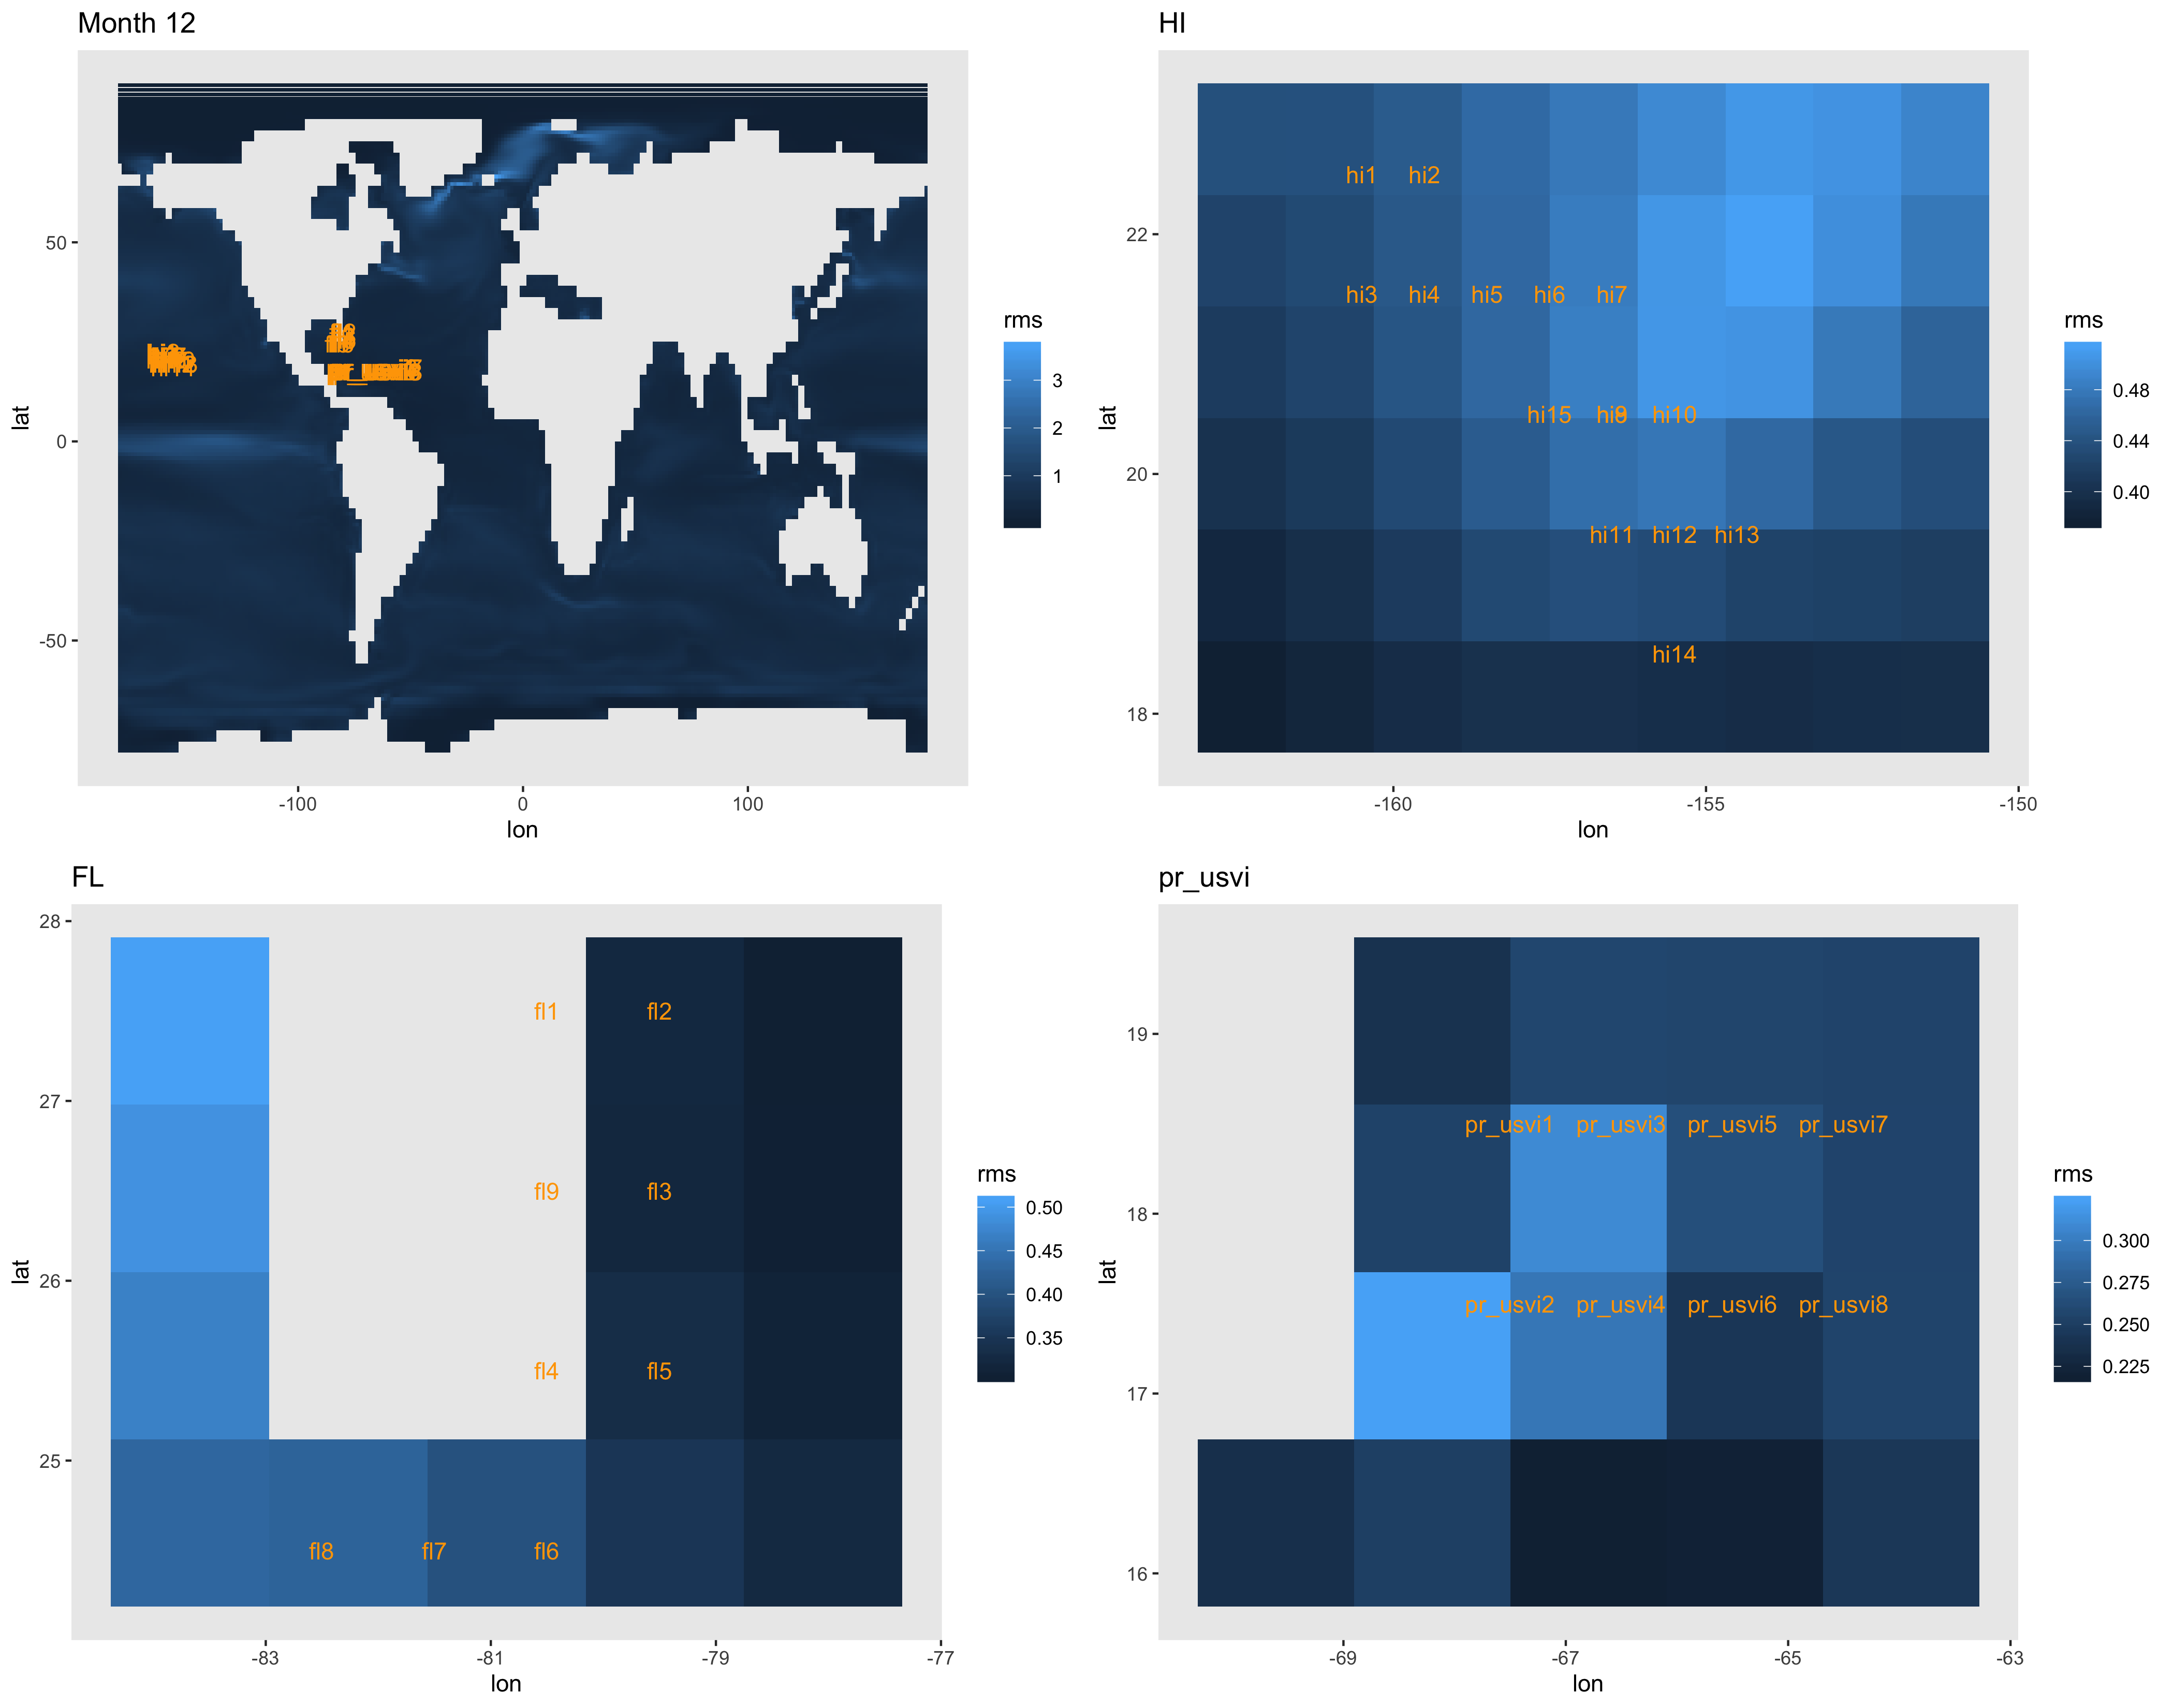 Month 12
lat
50
0
-50
-100
0
100
lon
rms
3
2
1
HI
lat
22
20
18
hi1 hi2
hi3 hi4 hi5 hi6 hi7
hi15 hi9 hi10
hi11 hi12 hi13
hi14
-160
-155
-150
lon
rms
0.48
0.44
0.40
FL
lat
28
27
26
25
fl1 fl2
fl9 fl3
fl4 fl5
fl8 fl7 fl6
-83
-81
-79
-77
lon
rms
0.50
0.45
0.40
0.35
pr_usvi
lat
19
18
17
16
pr_usvi1 pr_usvi3 pr_usvi5 pr_usvi7
pr_usvi2 pr_usvi4 pr_usvi6 pr_usvi8
-69
-67
-65
-63
lon
rms
0.300
0.275
0.250
0.225